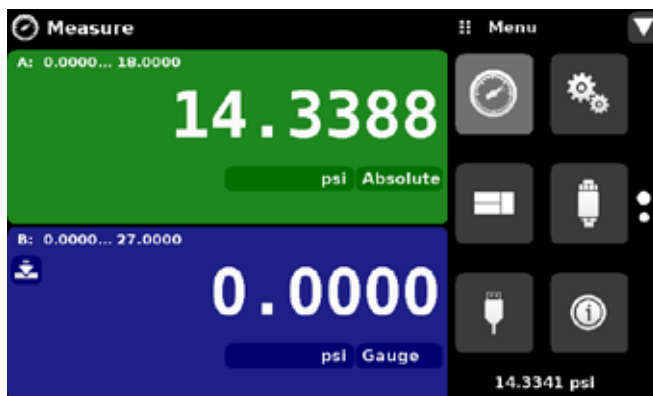 Measure
Menu
A: 0.0000... 18.0000
14.3388
psi Absolute
B: 0.0000... 27.0000
0.0000
psi Gauge
14.3341 psi